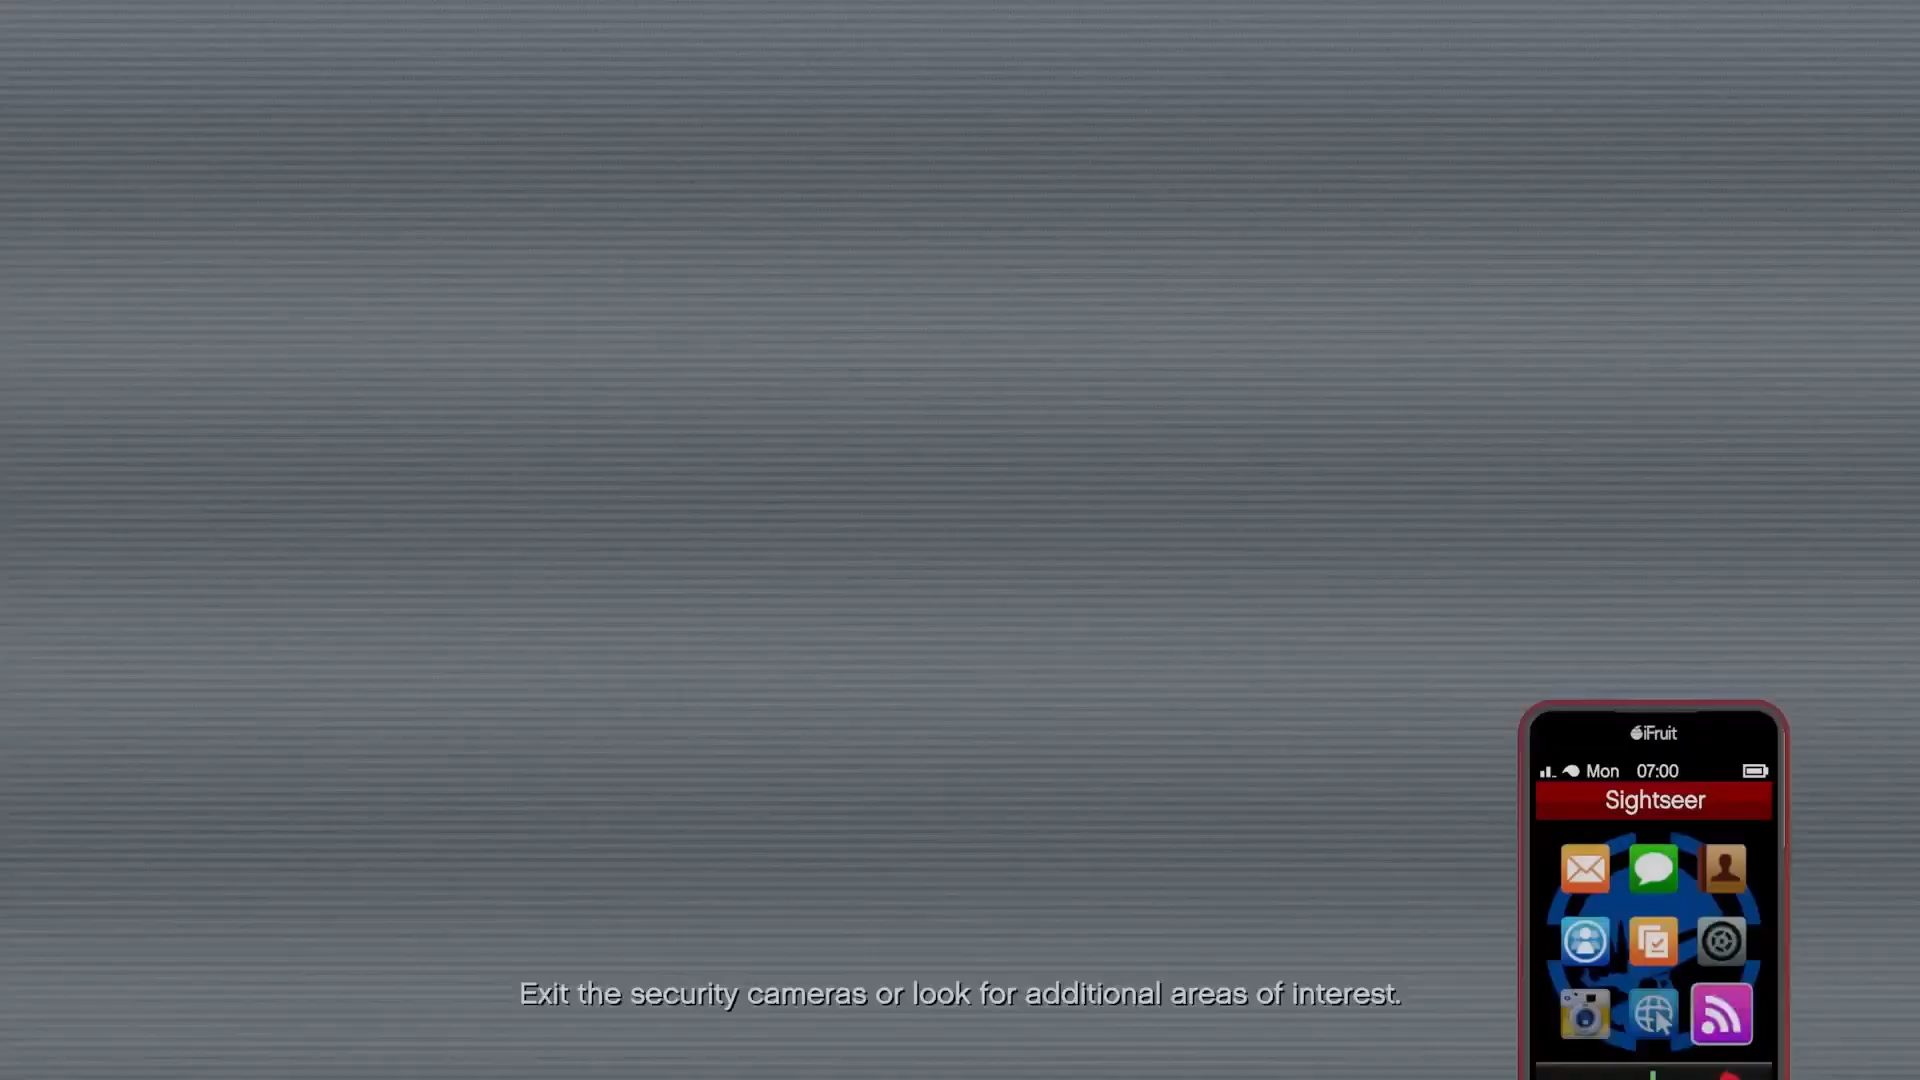 iFruit
Mon 07:00
Sightseer
Exit the security cameras or look for additional areas of interest.